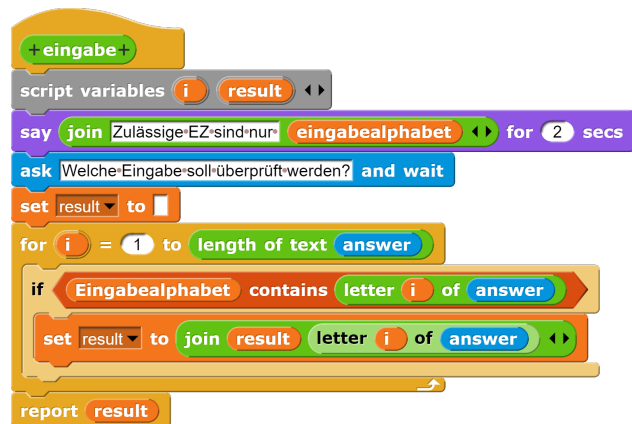 +eingabe+
script variables i result
say join Zulässige EZ sind nur eingabealphabet for 2 secs
ask Welche Eingabe soll überprüft werden? and wait
set result to
for i = 1 to length of text answer
if Eingabealphabet contains letter i of answer
set result to join result letter i of answer
report result